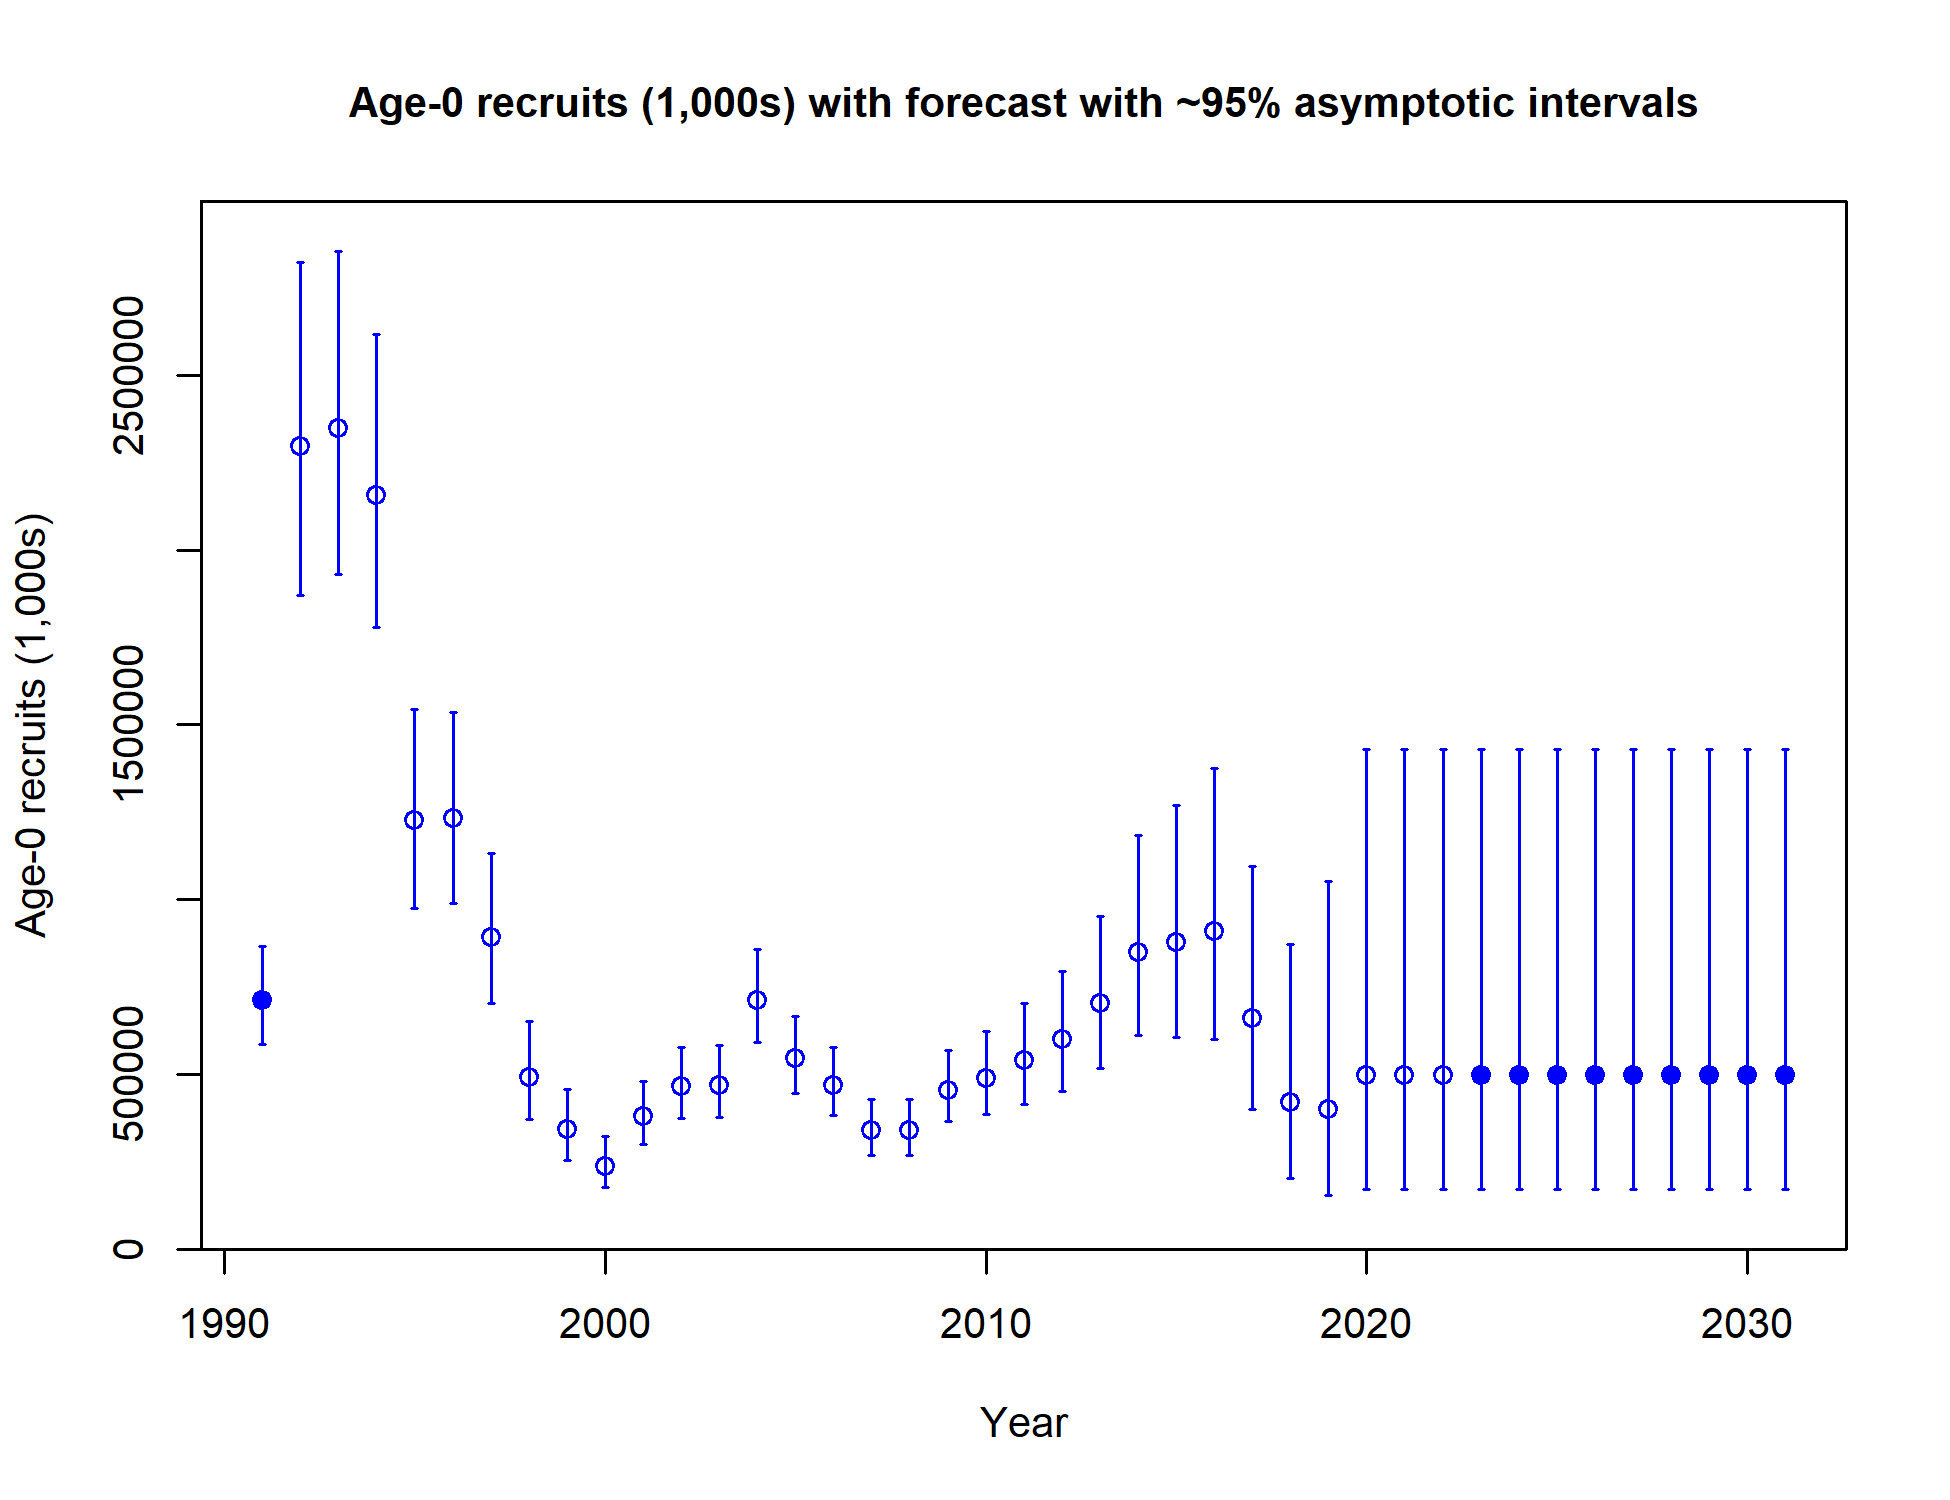 Age-0 recruits (1,000s) with forecast with ~95% asymptotic intervals
Age-0 recruits (1,000s)
2500000
1500000
500000
0
1990 2000 2010 2020 2030
Year